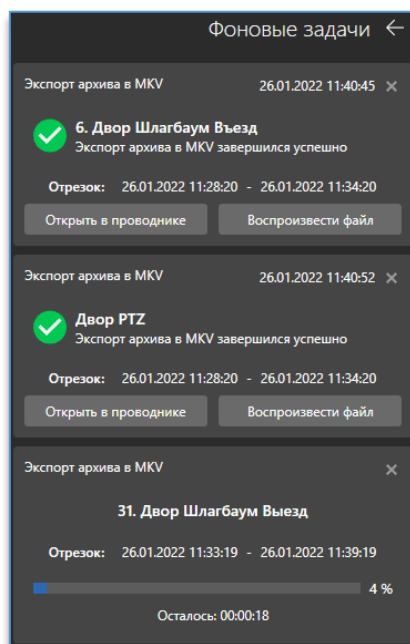 Фоновые задачи
Экспорт архива в MKV 26.01.2022 11:40:45
6. Двор Шлагбаум Въезд
Экспорт архива в MKV завершился успешно
Отрезок: 26.01.2022 11:28:20 - 26.01.2022 11:34:20
Открыть в проводнике Воспроизвести файл
Экспорт архива в MKV 26.01.2022 11:40:52
Двор PTZ
Экспорт архива в MKV завершился успешно
Отрезок: 26.01.2022 11:28:20 - 26.01.2022 11:34:20
Открыть в проводнике Воспроизвести файл
Экспорт архива в MKV
31. Двор Шлагбаум Выезд
Отрезок: 26.01.2022 11:33:19 - 26.01.2022 11:39:19
4 %
Осталось: 00:00:18